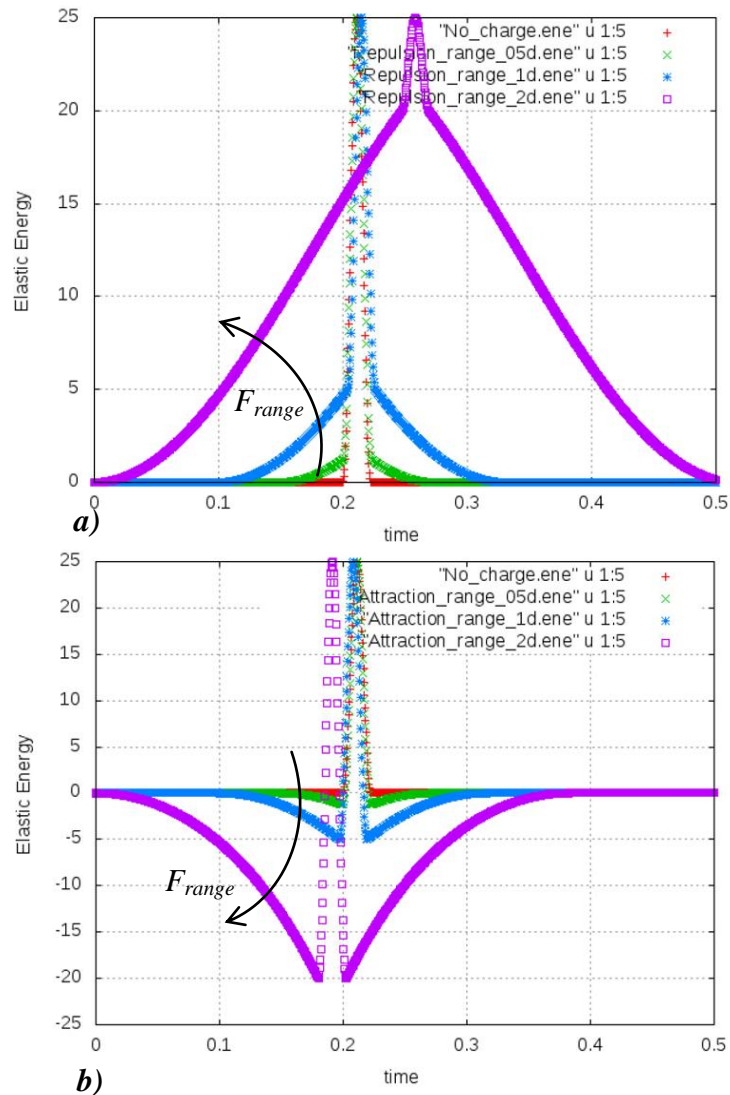 25
20
15
10
5
0
Elastic Energy
"No_charge.ene" u 1:5
"Repulsion_range_05d.ene" u 1:5
"Repulsion_range_1d.ene" u 1:5
"Repulsion_range_2d.ene" u 1:5
F_range
0 0.1 0.2 0.3 0.4 0.5
time
a)
25
20
15
10
5
0
-5
-10
-15
-20
-25
Elastic Energy
"No_charge.ene" u 1:5
"Attraction_range_05d.ene" u 1:5
"Attraction_range_1d.ene" u 1:5
"Attraction_range_2d.ene" u 1:5
F_range
0 0.1 0.2 0.3 0.4 0.5
time
b)